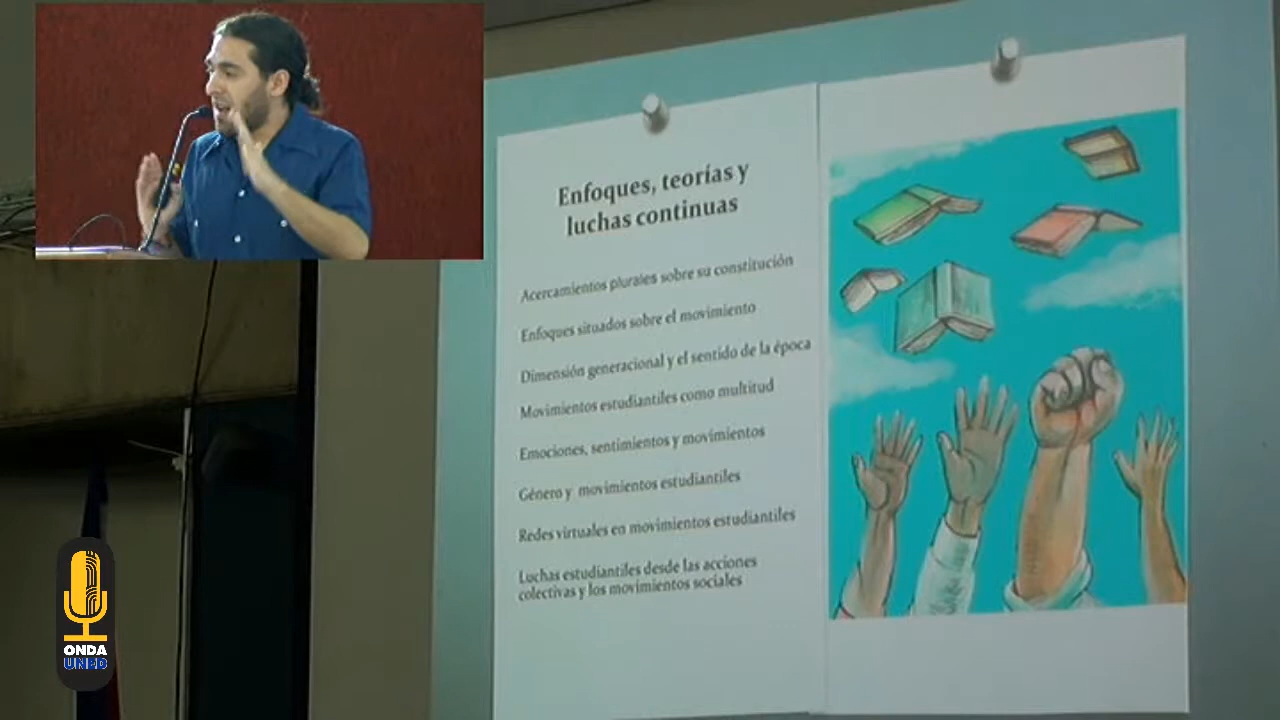 Enfoques, teorías y
luchas continuas
Acercamientos plurales sobre su constitución
Enfoques situados sobre el movimiento
Dimensión generacional y el sentido de la época
Movimientos estudiantiles como multitud
Emociones, sentimientos y movimientos
Género y movimientos estudiantiles
Redes virtuales en movimientos estudiantiles
Luchas estudiantiles desde las acciones
colectivas y los movimientos sociales
ONDA
UNED